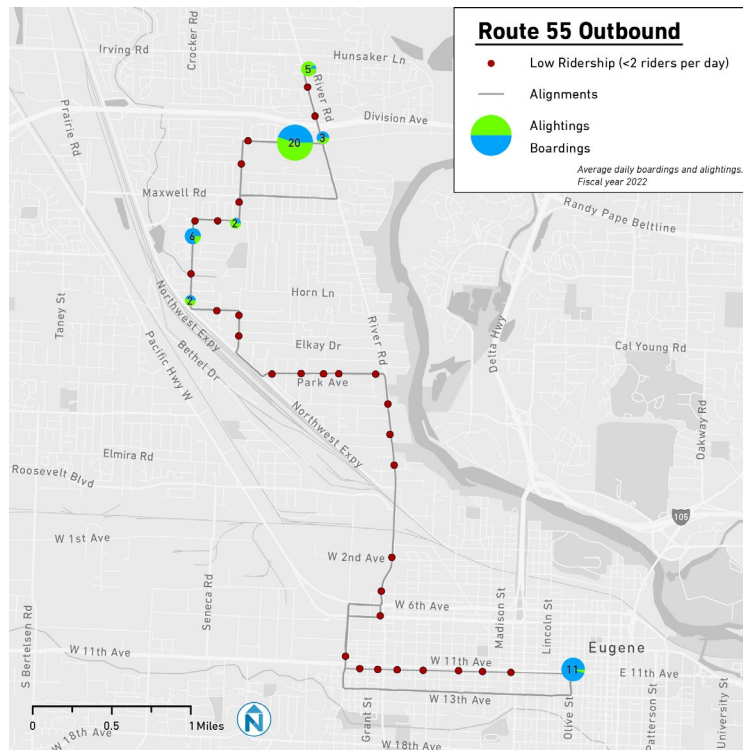 Route 55 Outbound
Low Ridership (<2 riders per day)
Alignments
Alightings
Boardings
Average daily boardings and alightings.
Fiscal year 2022
Irving Rd
Crocker Rd
Hunsaker Ln
5
River Rd
Prairie Rd
Division Ave
20
3
Maxwell Rd
Randy Pape Beltline
2
6
Horn Ln
2
Taney St
Northwest Expy
Delta Hwy
Elkay Dr
River Rd
Cal Young Rd
Bethel Dr
Pacific Hwy W
Park Ave
Northwest Expy
Oakway Rd
Elmira Rd
Roosevelt Blvd
105
W 1st Ave
W 2nd Ave
Seneca Rd
W 6th Ave
Madison St
Lincoln St
S Bertelsen Rd
Eugene
W 11th Ave
W 11th Ave
11
E 11th Ave
W 13th Ave
Grant St
Olive St
Patterson St
University St
0
0.5
1 Miles
N
W 18th Ave
W 18th Ave